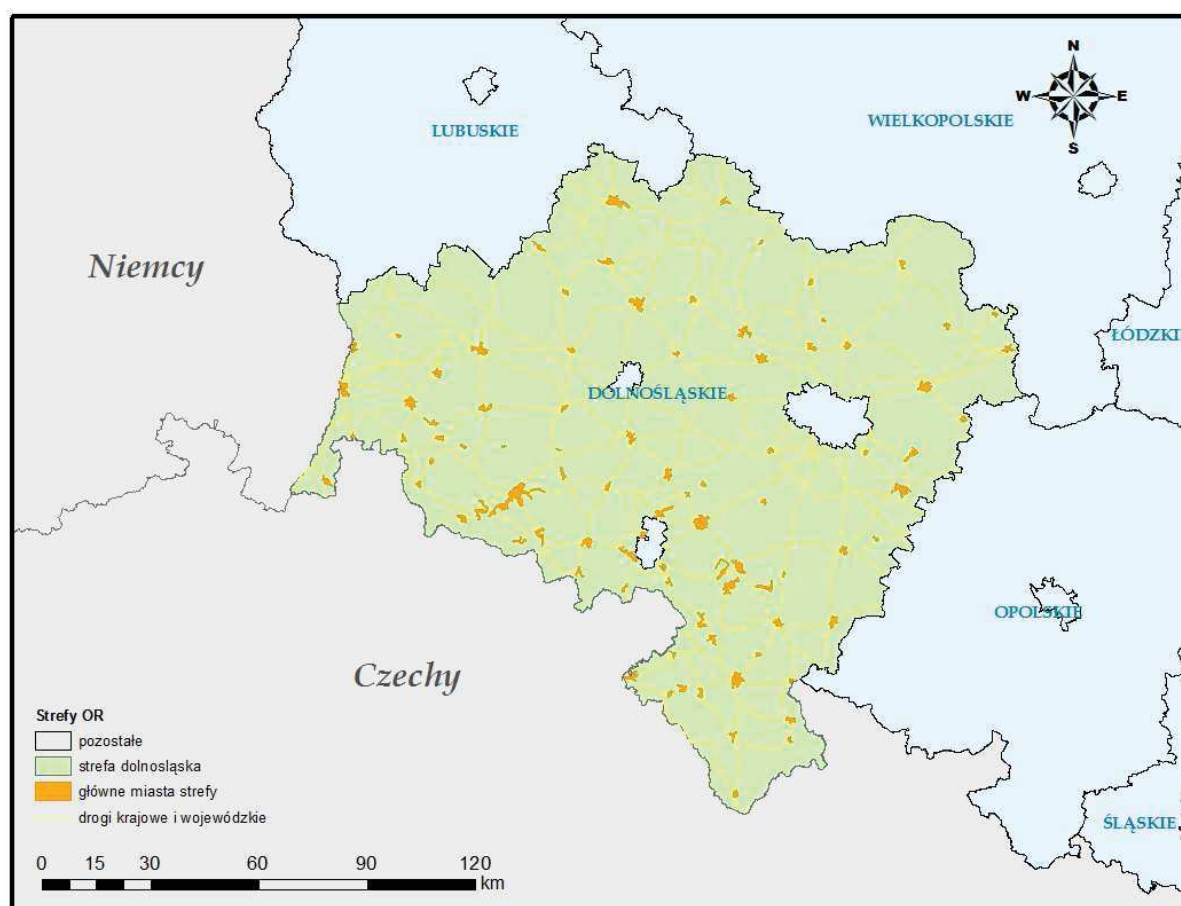 N
W E
S
LUBUSKIE
WIELKOPOLSKIE
Niemcy
ŁÓDZKI
DOLNOŚLĄSKIE
OPOLSKIE
Czechy
ŚLĄSKIE
Strefy OR
pozostałe
strefa dolnośląska
główne miasta strefy
drogi krajowe i wojewódzkie
0 15 30 60 90 120
km